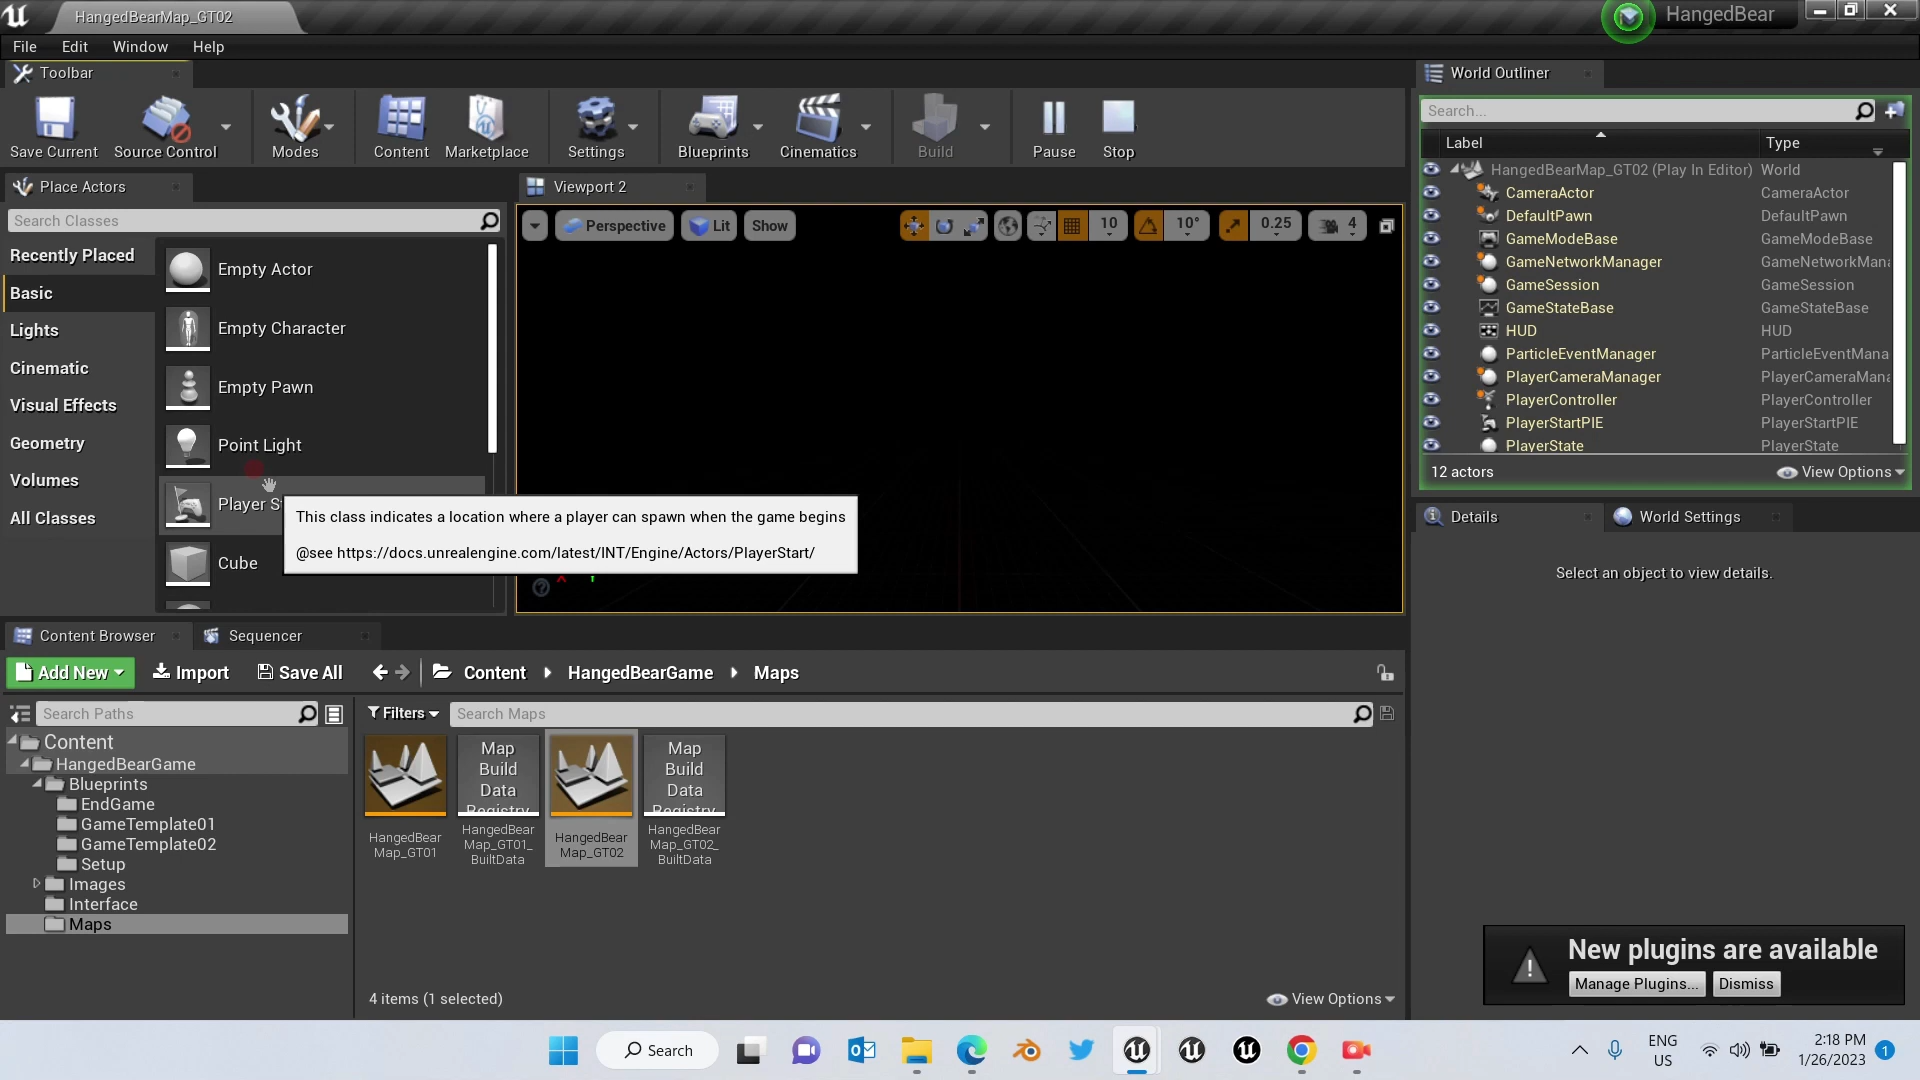 HangedBearMap_GT02
HangedBear
File Edit Window Help
Toolbar
World Outliner
Save Current
Source Control
Modes
Content
Marketplace
Settings
Blueprints
Cinematics
Build
Pause
Stop
Search...
Label Type
Place Actors
Viewport 2
Search Classes
Perspective
Lit
Show
10
10°
0.25
4
Recently Placed
Basic
Lights
Cinematic
Visual Effects
Geometry
Volumes
All Classes
Empty Actor
Empty Character
Empty Pawn
Point Light
Player S
Cube
This class indicates a location where a player can spawn when the game begins
@see https://docs.unrealengine.com/latest/INT/Engine/Actors/PlayerStart/
HangedBearMap_GT02 (Play In Editor) World
CameraActor CameraActor
DefaultPawn DefaultPawn
GameModeBase GameModeBase
GameNetworkManager GameNetworkMana
GameSession GameSession
GameStateBase GameStateBase
HUD HUD
ParticleEventManager ParticleEventMana
PlayerCameraManager PlayerCameraMana
PlayerController PlayerController
PlayerStartPIE PlayerStartPIE
PlayerState PlayerState
12 actors
View Options
Details
World Settings
Select an object to view details.
Content Browser
Sequencer
Add New
Import
Save All
Content
HangedBearGame
Maps
Search Paths
Filters
Search Maps
Content
HangedBearGame
Blueprints
EndGame
GameTemplate01
GameTemplate02
Setup
Images
Interface
Maps
HangedBear
Map_GT01
Map
Build
Data
Registry
HangedBear
Map_GT01_
BuiltData
HangedBear
Map_GT02
Map
Build
Data
Registry
HangedBear
Map_GT02_
BuiltData
4 items (1 selected)
View Options
New plugins are available
Manage Plugins...
Dismiss
Search
ENG
US
2:18 PM
1/26/2023
1